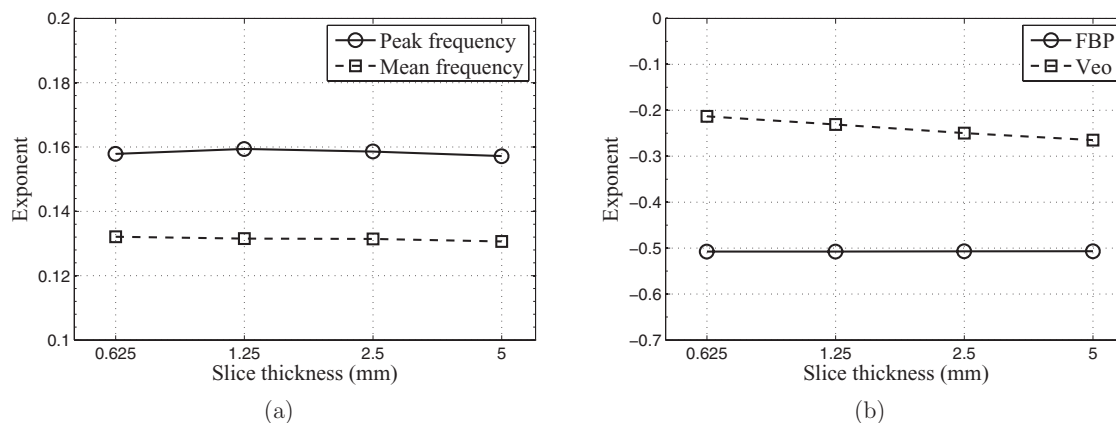 0.2
0.18
0.16
0.14
0.12
0.1
Exponent
Peak frequency
Mean frequency
0.625 1.25 2.5 5
Slice thickness (mm)
(a)
0
−0.1
−0.2
−0.3
−0.4
−0.5
−0.6
−0.7
Exponent
FBP
Veo
0.625 1.25 2.5 5
Slice thickness (mm)
(b)